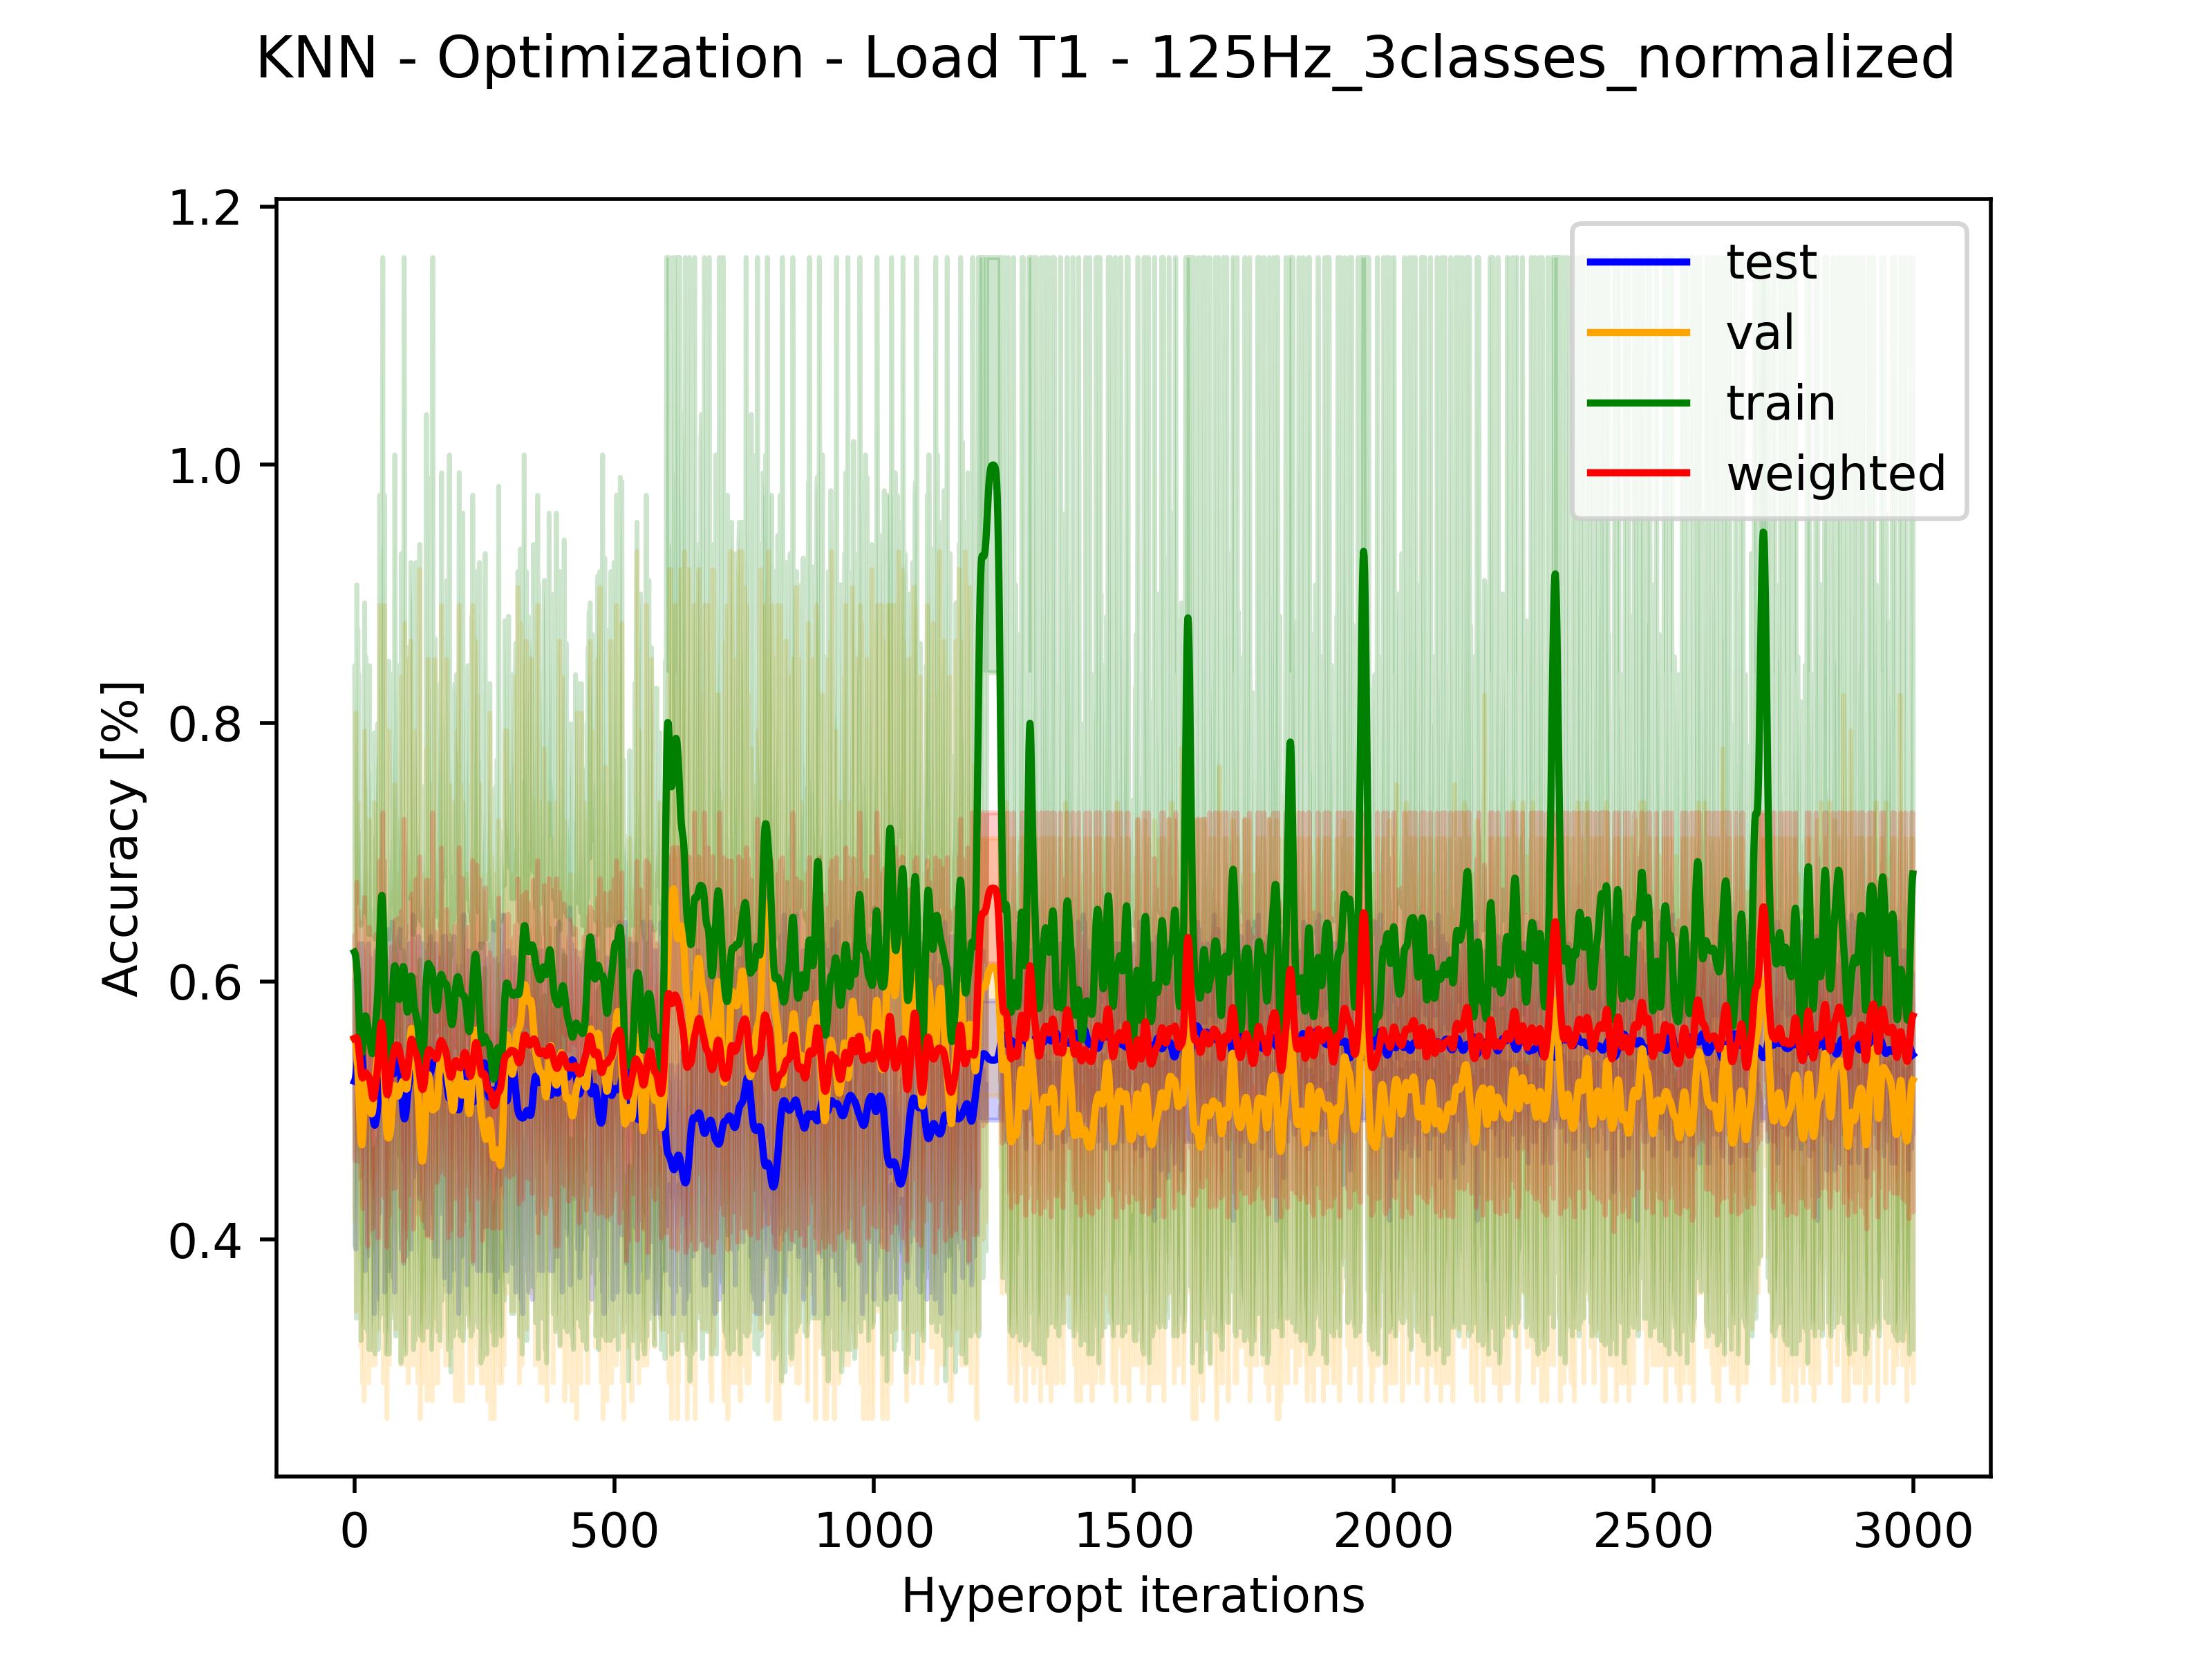 KNN - Optimization - Load T1 - 125Hz_3classes_normalized
1.2
1.0
0.8
0.6
0.4
Accuracy [%]
test
val
train
weighted
0 500 1000 1500 2000 2500 3000
Hyperopt iterations